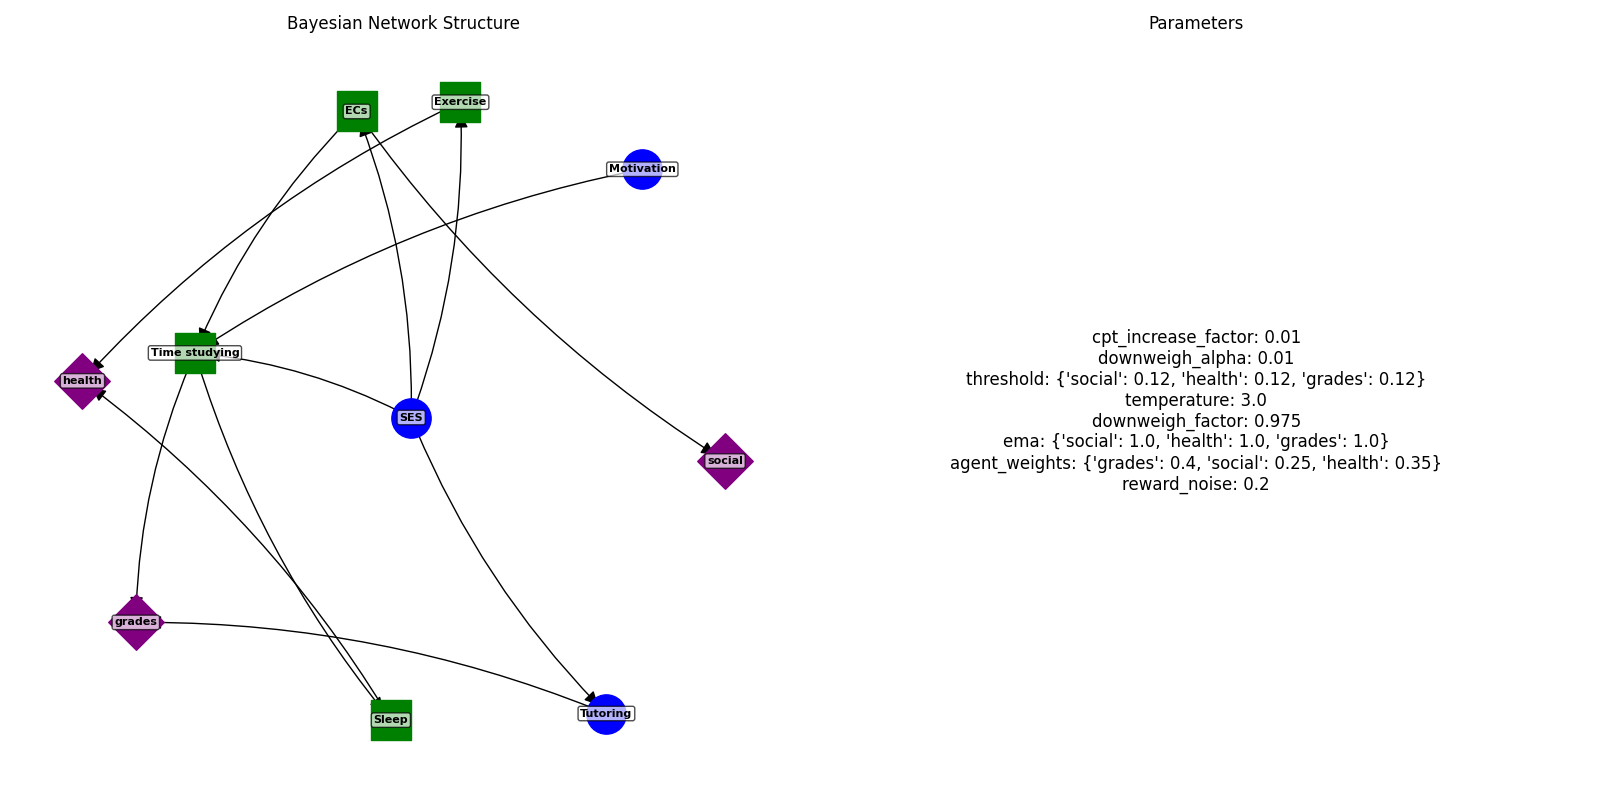 Bayesian Network Structure
Parameters
ECs
Exercise
Motivation
Time studying
health
SES
social
grades
Sleep
Tutoring
cpt_increase_factor: 0.01
downweigh_alpha: 0.01
threshold: {'social': 0.12, 'health': 0.12, 'grades': 0.12}
temperature: 3.0
downweigh_factor: 0.975
ema: {'social': 1.0, 'health': 1.0, 'grades': 1.0}
agent_weights: {'grades': 0.4, 'social': 0.25, 'health': 0.35}
reward_noise: 0.2